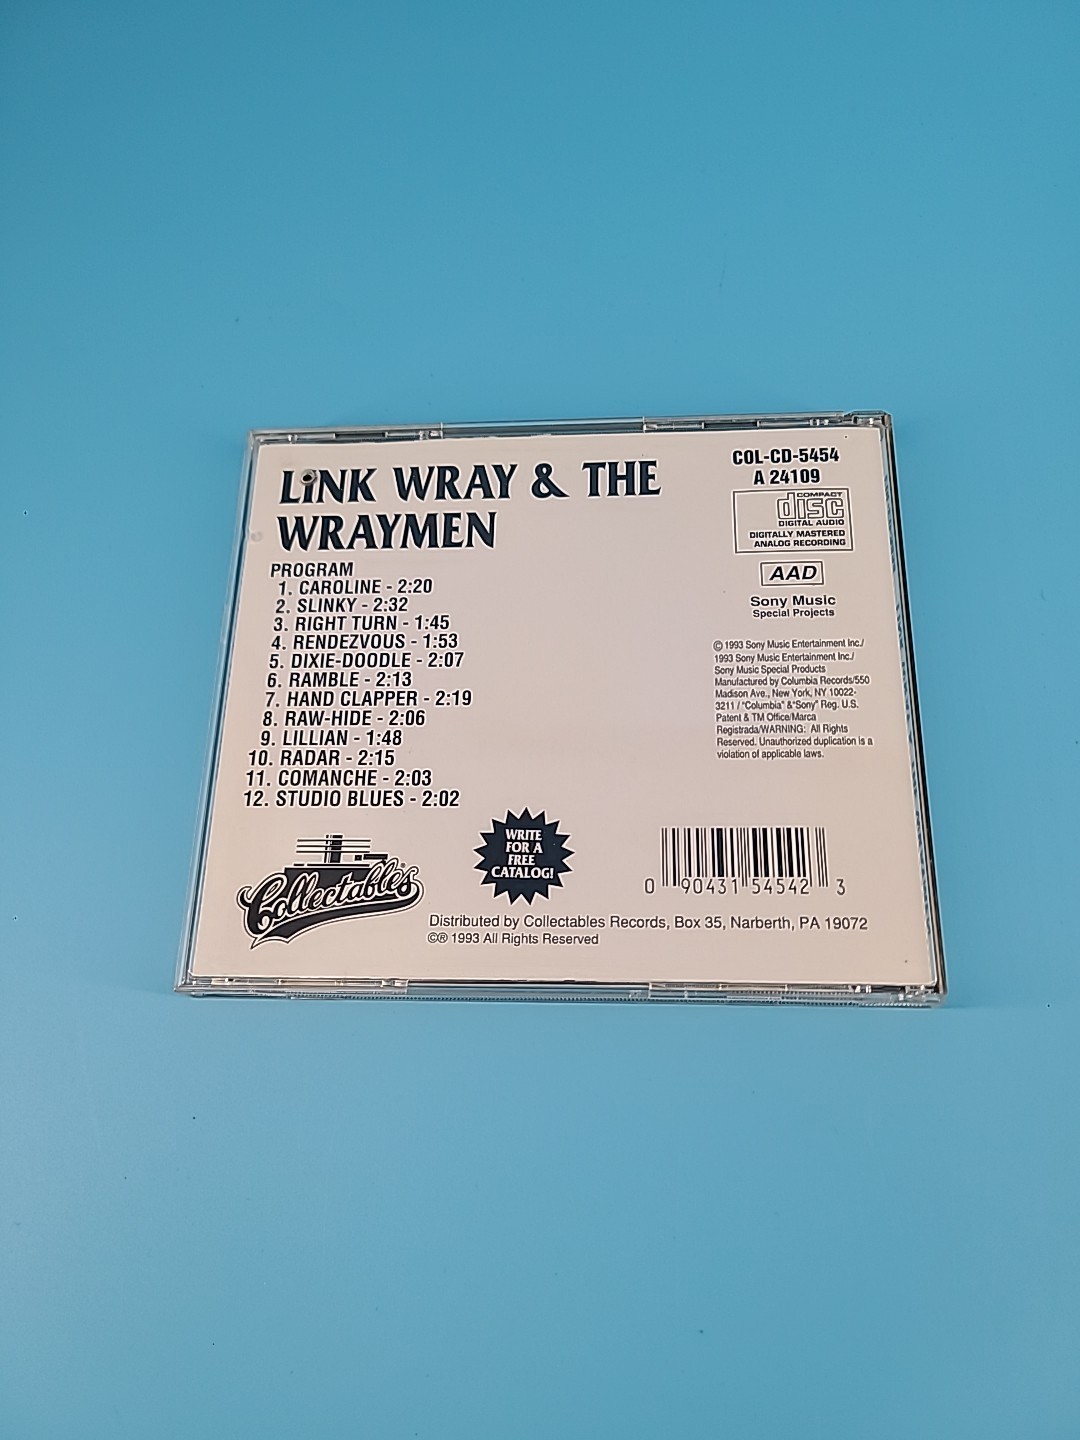 LINK WRAY & THE
WRAYMEN
PROGRAM
1. CAROLINE - 2:20
2. SLINKY - 2:32
3. RIGHT TURN - 1:45
4. RENDEZVOUS - 1:53
5. DIXIE-DOODLE - 2:07
6. RAMBLE - 2:13
7. HAND CLAPPER - 2:19
8. RAW-HIDE - 2:06
9. LILLIAN - 1:48
10. RADAR - 2:15
11. COMANCHE - 2:03
12. STUDIO BLUES - 2:02
COL-CD-5454
A 24109
COMPACT
disc
DIGITAL AUDIO
DIGITALLY MASTERED
ANALOG RECORDING
AAD
Sony Music
Special Projects
© 1993 Sony Music Entertainment Inc./
1993 Sony Music Entertainment Inc./
Sony Music Special Products
Manufactured by Columbia Records/550
Madison Ave., New York, NY 10022-
3211 / "Columbia" & "Sony" Reg. U.S.
Patent & TM Office/Marca
Registrada/WARNING: All Rights
Reserved. Unauthorized duplication is a
violation of applicable laws.
Collectables®
WRITE
FOR A
FREE
CATALOG!
0 90431 54542 3
Distributed by Collectables Records, Box 35, Narberth, PA 19072
©® 1993 All Rights Reserved